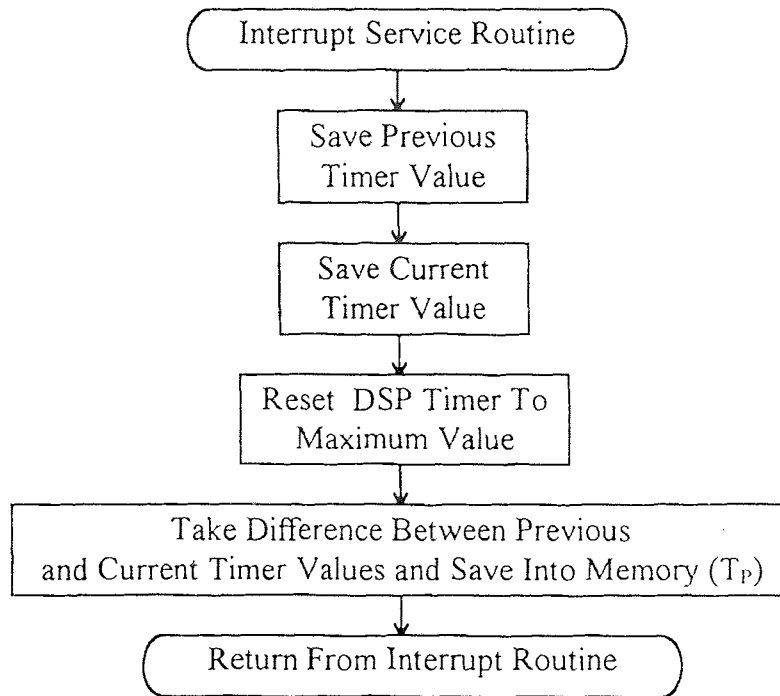 Interrupt Service Routine
Save Previous
Timer Value
Save Current
Timer Value
Reset DSP Timer To
Maximum Value
Take Difference Between Previous
and Current Timer Values and Save Into Memory (TP)
Return From Interrupt Routine